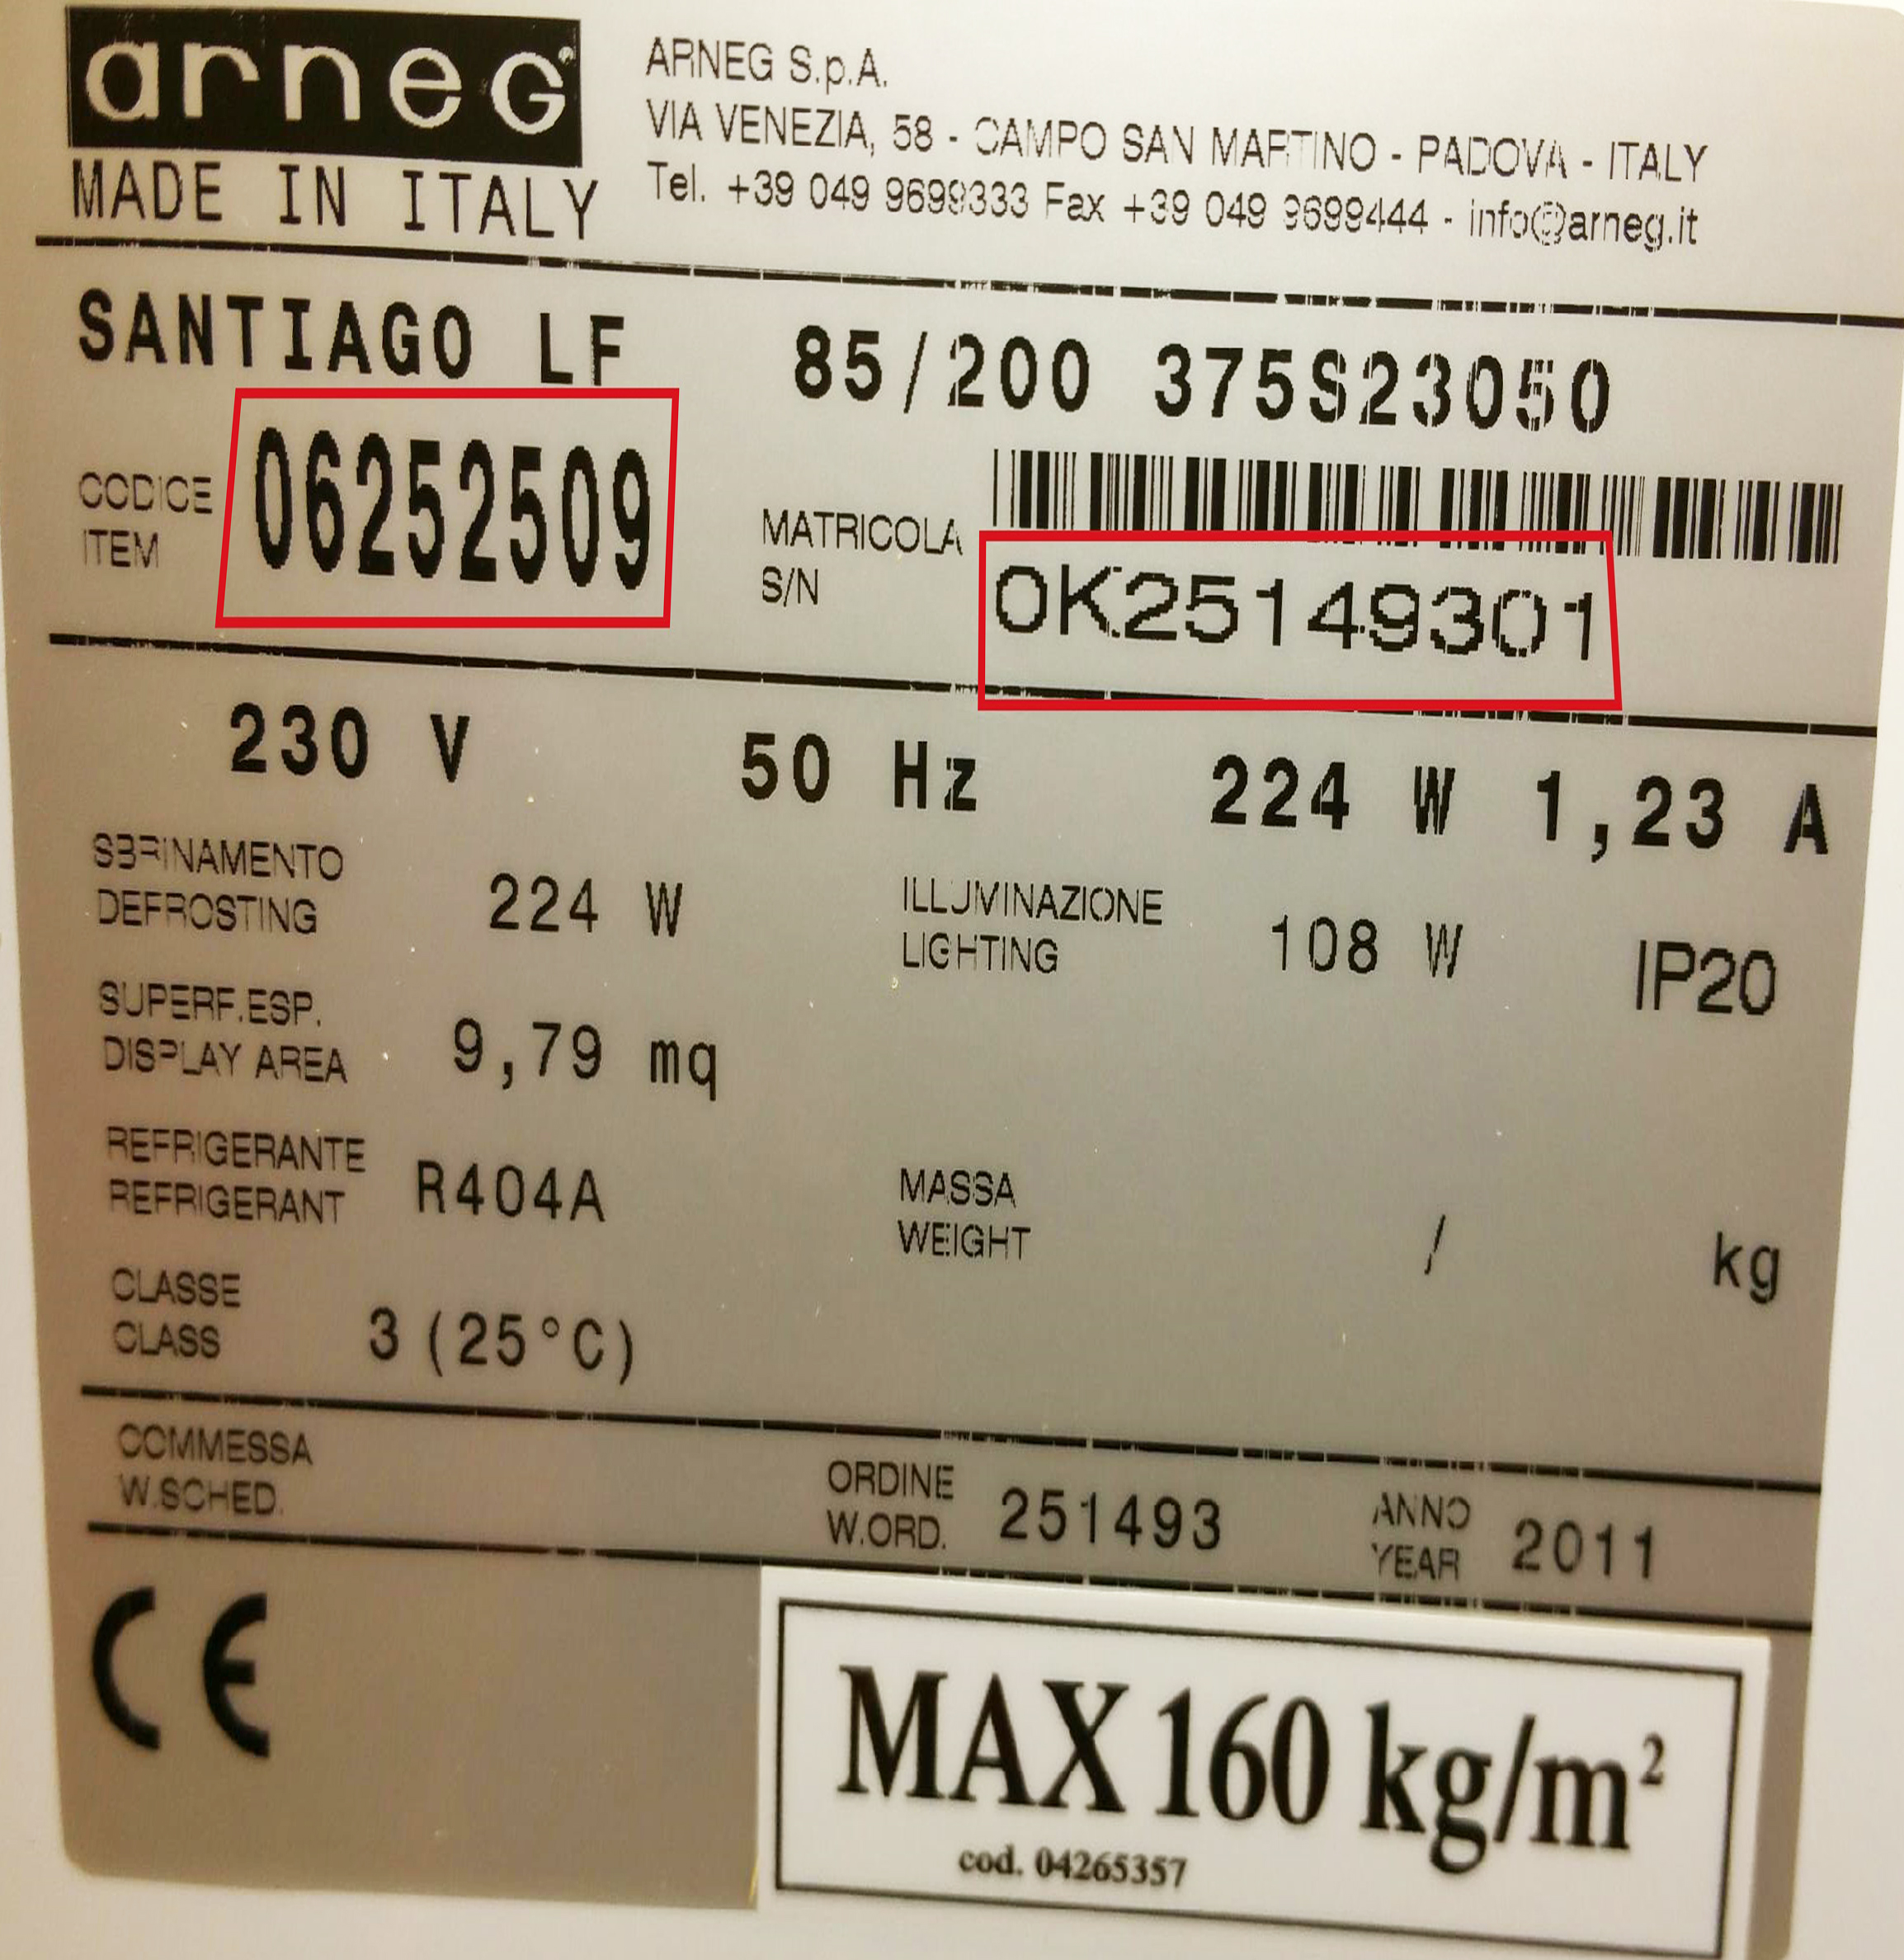 arneg®
MADE IN ITALY
ARNEG S.p.A.
VIA VENEZIA, 58 - CAMPO SAN MARTINO - PADOVA - ITALY
Tel. +39 049 9699333 Fax +39 049 9699444 - info@arneg.it
SANTIAGO LF 85/200 375S23050
CODICE
ITEM
06252509
MATRICOLA
S/N
0K25149301
230 V 50 Hz 224 W 1,23 A
SBRINAMENTO
DEFROSTING
224 W
ILLUMINAZIONE
LIGHTING
108 W
IP20
SUPERF.ESP.
DISPLAY AREA
9,79 mq
REFRIGERANTE
REFRIGERANT
R404A
MASSA
WEIGHT
/ kg
CLASSE
CLASS
3 (25°C)
COMMESSA
W.SCHED.
ORDINE
W.ORD.
251493
ANNO
YEAR
2011
CE
MAX 160 kg/m²
cod. 04265357